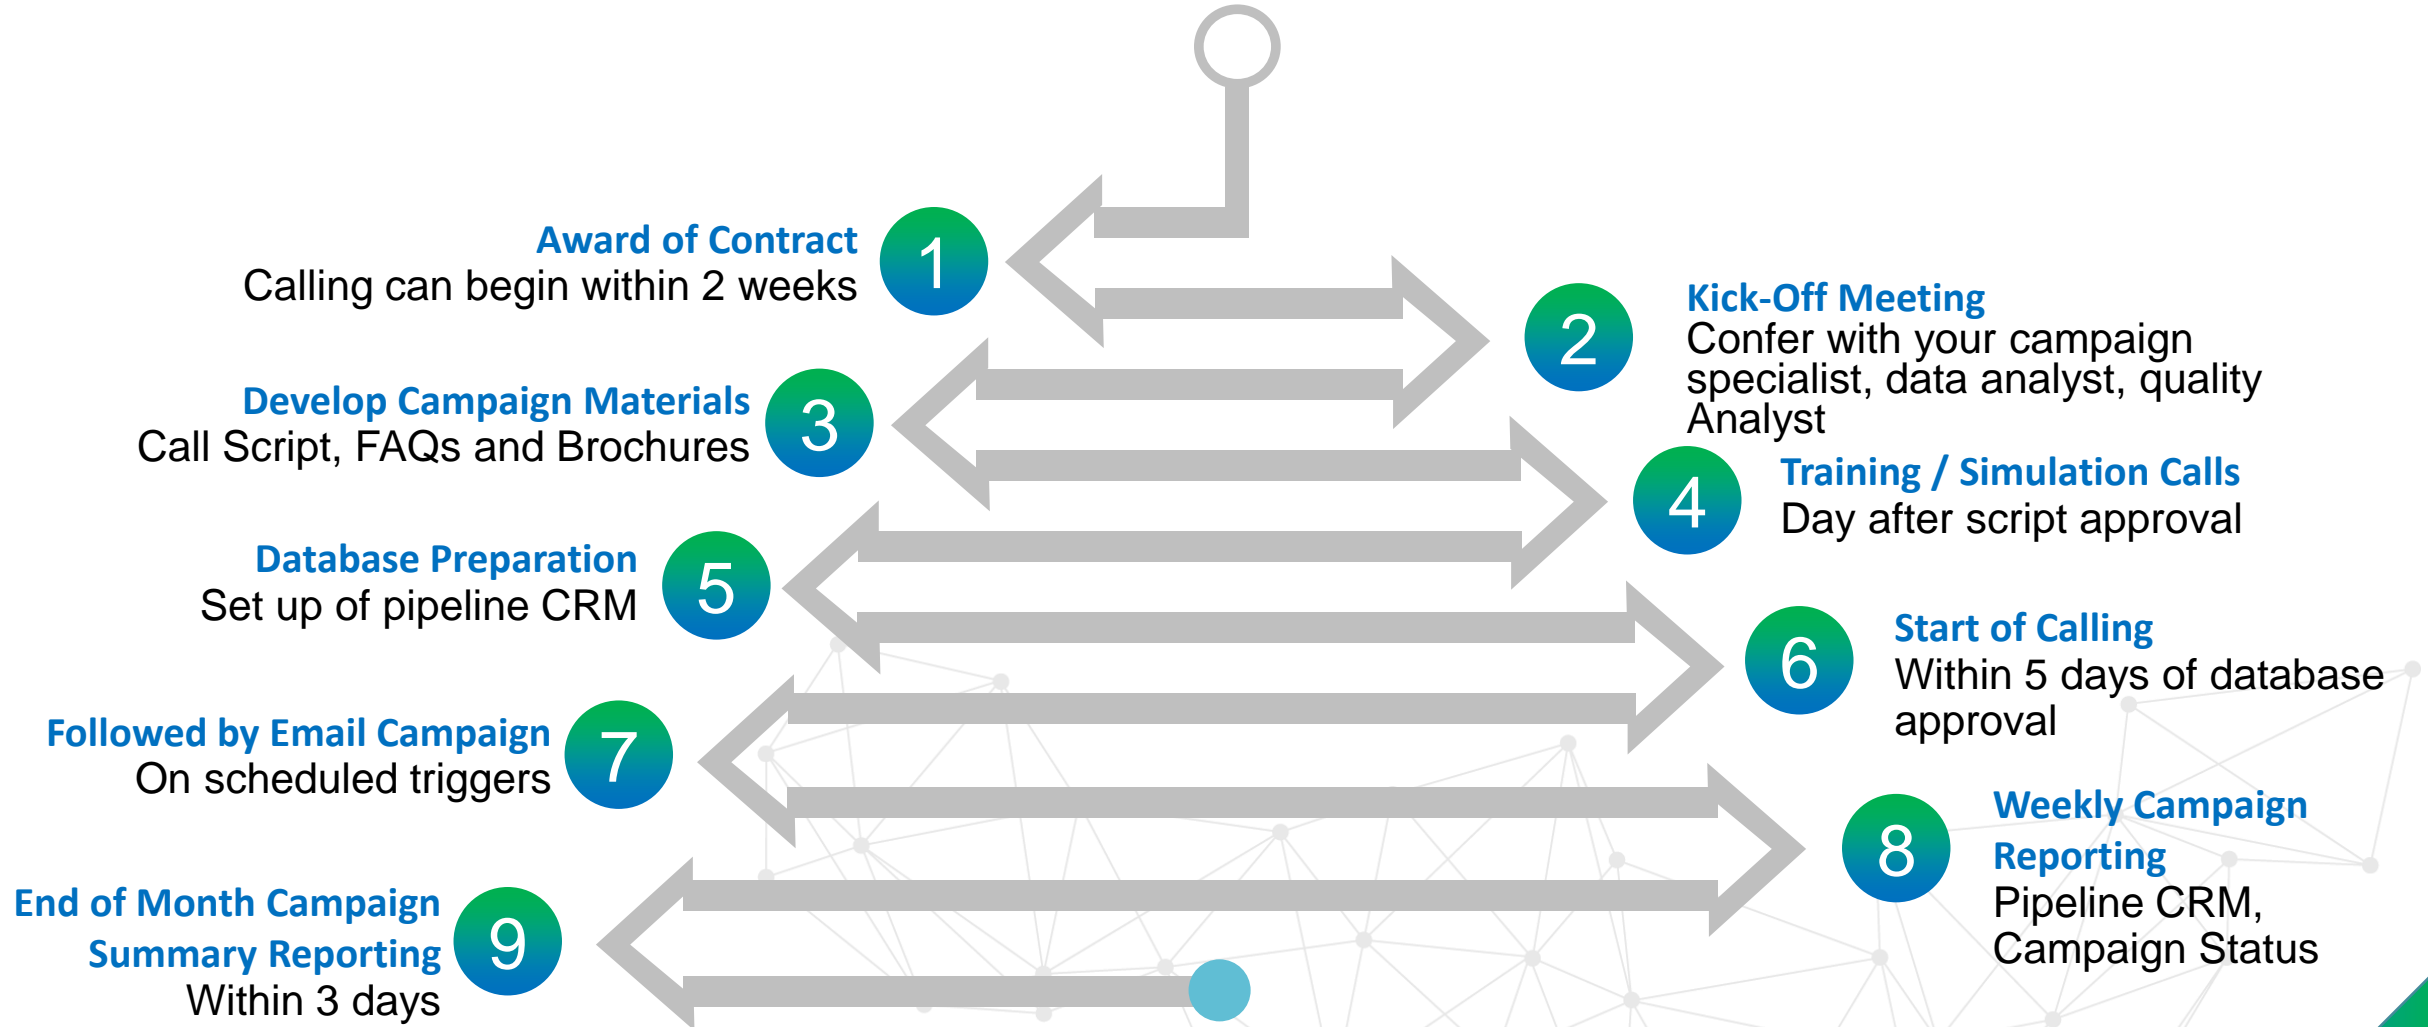 1
Award of Contract
Calling can begin within 2 weeks
2
Kick-Off Meeting
Confer with your campaign
specialist, data analyst, quality
Analyst
3
Develop Campaign Materials
Call Script, FAQs and Brochures
4
Training / Simulation Calls
Day after script approval
5
Database Preparation
Set up of pipeline CRM
6
Start of Calling
Within 5 days of database
approval
7
Followed by Email Campaign
On scheduled triggers
8
Weekly Campaign
Reporting
Pipeline CRM,
Campaign Status
9
End of Month Campaign
Summary Reporting
Within 3 days